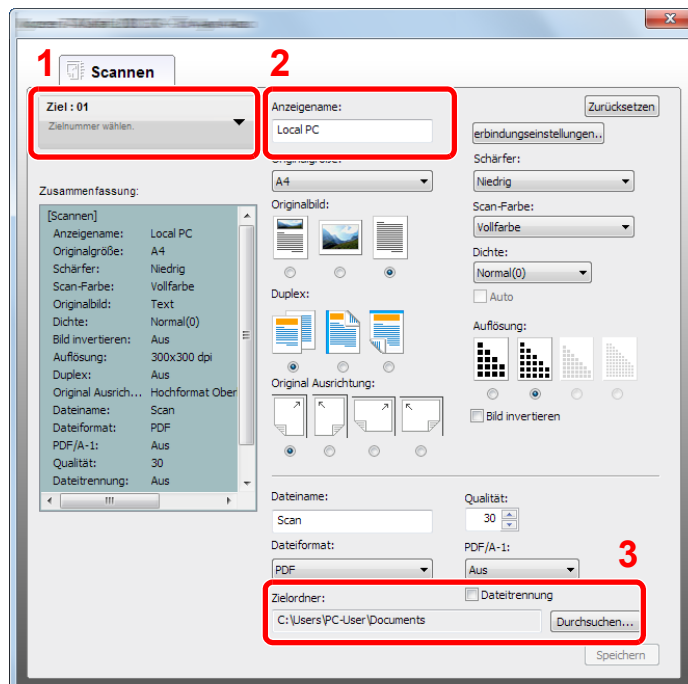 1
2
Scannen
Ziel : 01
Zielnummer wählen.
Zusammenfassung:
[Scannen]
Anzeigename: Local PC
Originalgröße: A4
Schärfer: Niedrig
Scan-Farbe: Vollfarbe
Originalbild: Text
Dichte: Normal(0)
Bild invertieren: Aus
Auflösung: 300x300 dpi
Duplex: Aus
Original Ausrich... Hochformat Ober
Dateiname: Scan
Dateiformat: PDF
PDF/A-1: Aus
Qualität: 30
Dateitrennung: Aus
Anzeigename:
Local PC
Originalgröße:
A4
Originalbild:
Duplex:
Original Ausrichtung:
Zurücksetzen
erbindungseinstellungen..
Schärfer:
Niedrig
Scan-Farbe:
Vollfarbe
Dichte:
Normal(0)
Auto
Auflösung:
Bild invertieren
Dateiname:
Scan
Qualität:
30
Dateiformat:
PDF
PDF/A-1:
Aus
3
Zielordner:
Dateitrennung
C:\Users\PC-User\Documents
Durchsuchen...
Speichern